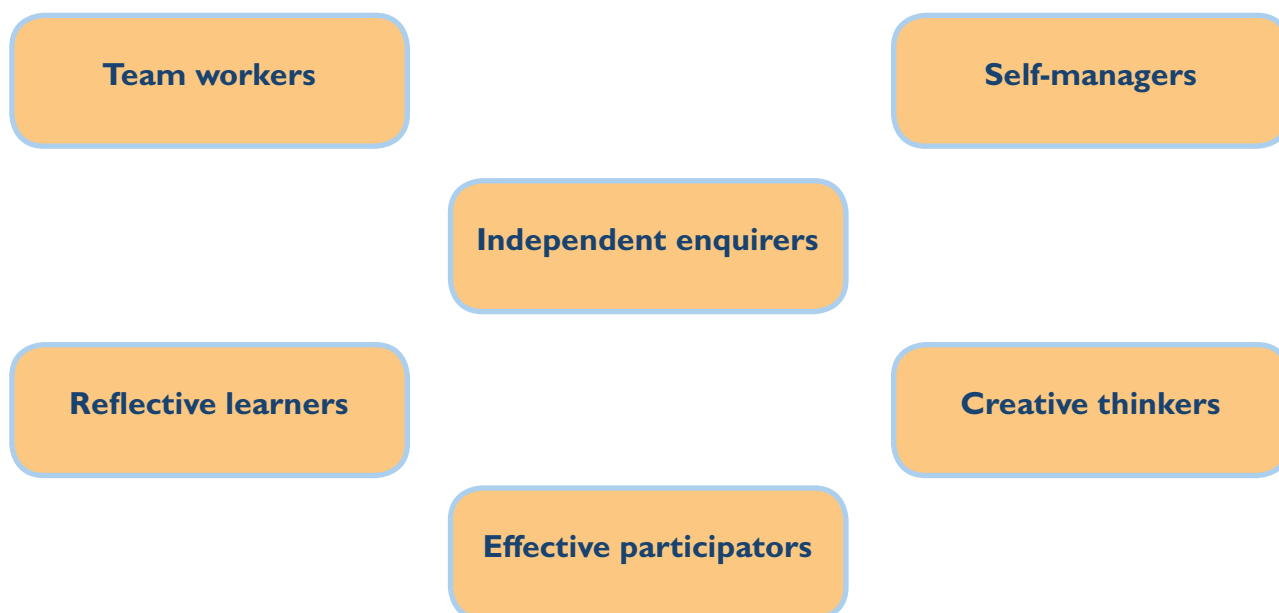 Team workers
Self-managers
Independent enquirers
Reflective learners
Creative thinkers
Effective participators